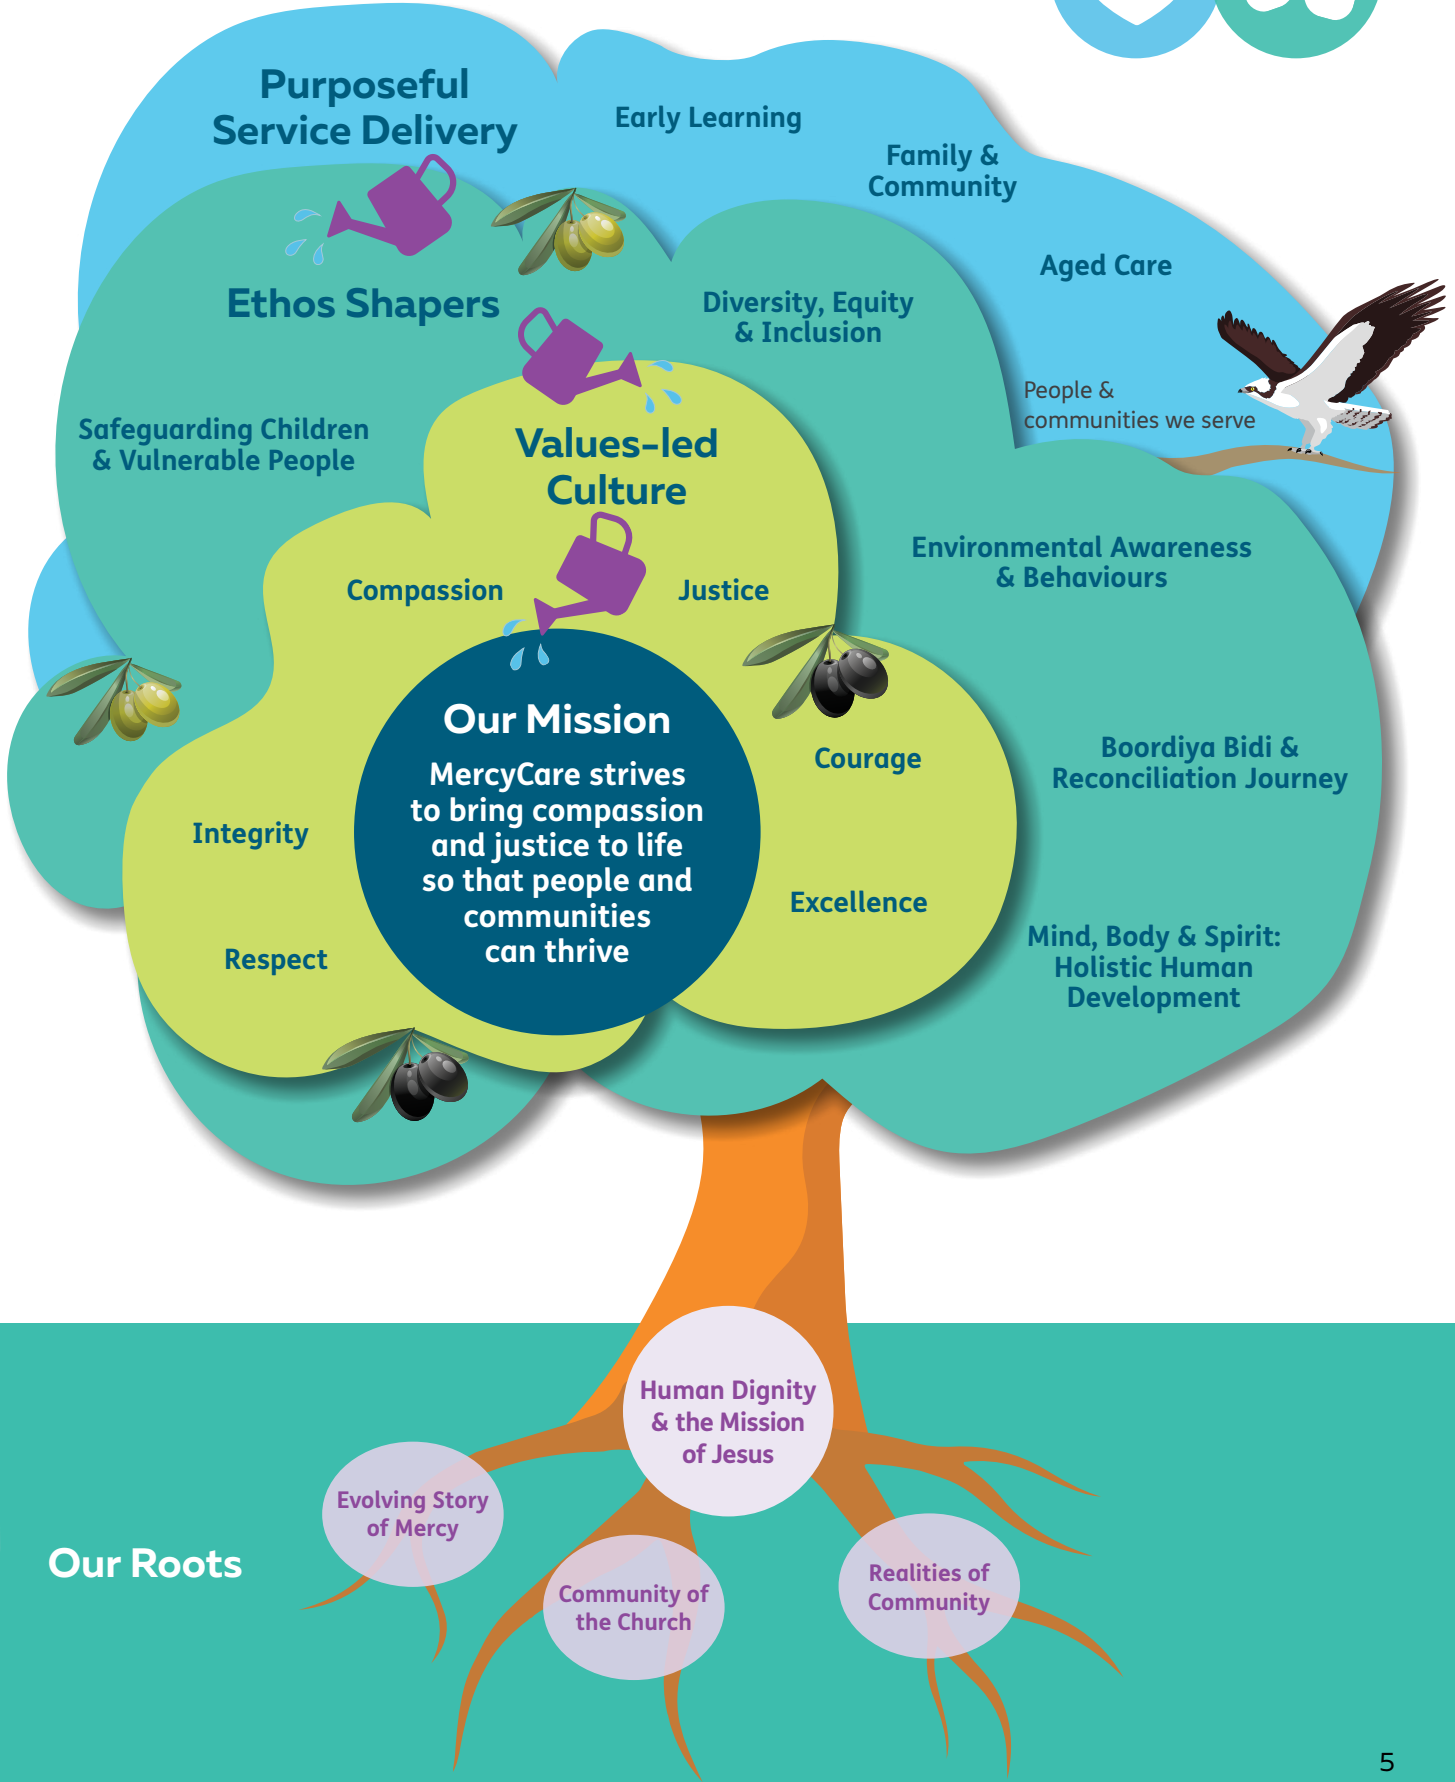 Purposeful
Service Delivery
Early Learning
Family &
Community
Aged Care
People &
communities we serve
Ethos Shapers
Diversity, Equity
& Inclusion
Safeguarding Children
& Vulnerable People
Environmental Awareness
& Behaviours
Boordiya Bidi &
Reconciliation Journey
Mind, Body & Spirit:
Holistic Human
Development
Values-led
Culture
Compassion
Justice
Courage
Integrity
Excellence
Respect
Our Mission
MercyCare strives
to bring compassion
and justice to life
so that people and
communities
can thrive
Human Dignity
& the Mission
of Jesus
Evolving Story
of Mercy
Our Roots
Community of
the Church
Realities of
Community
5